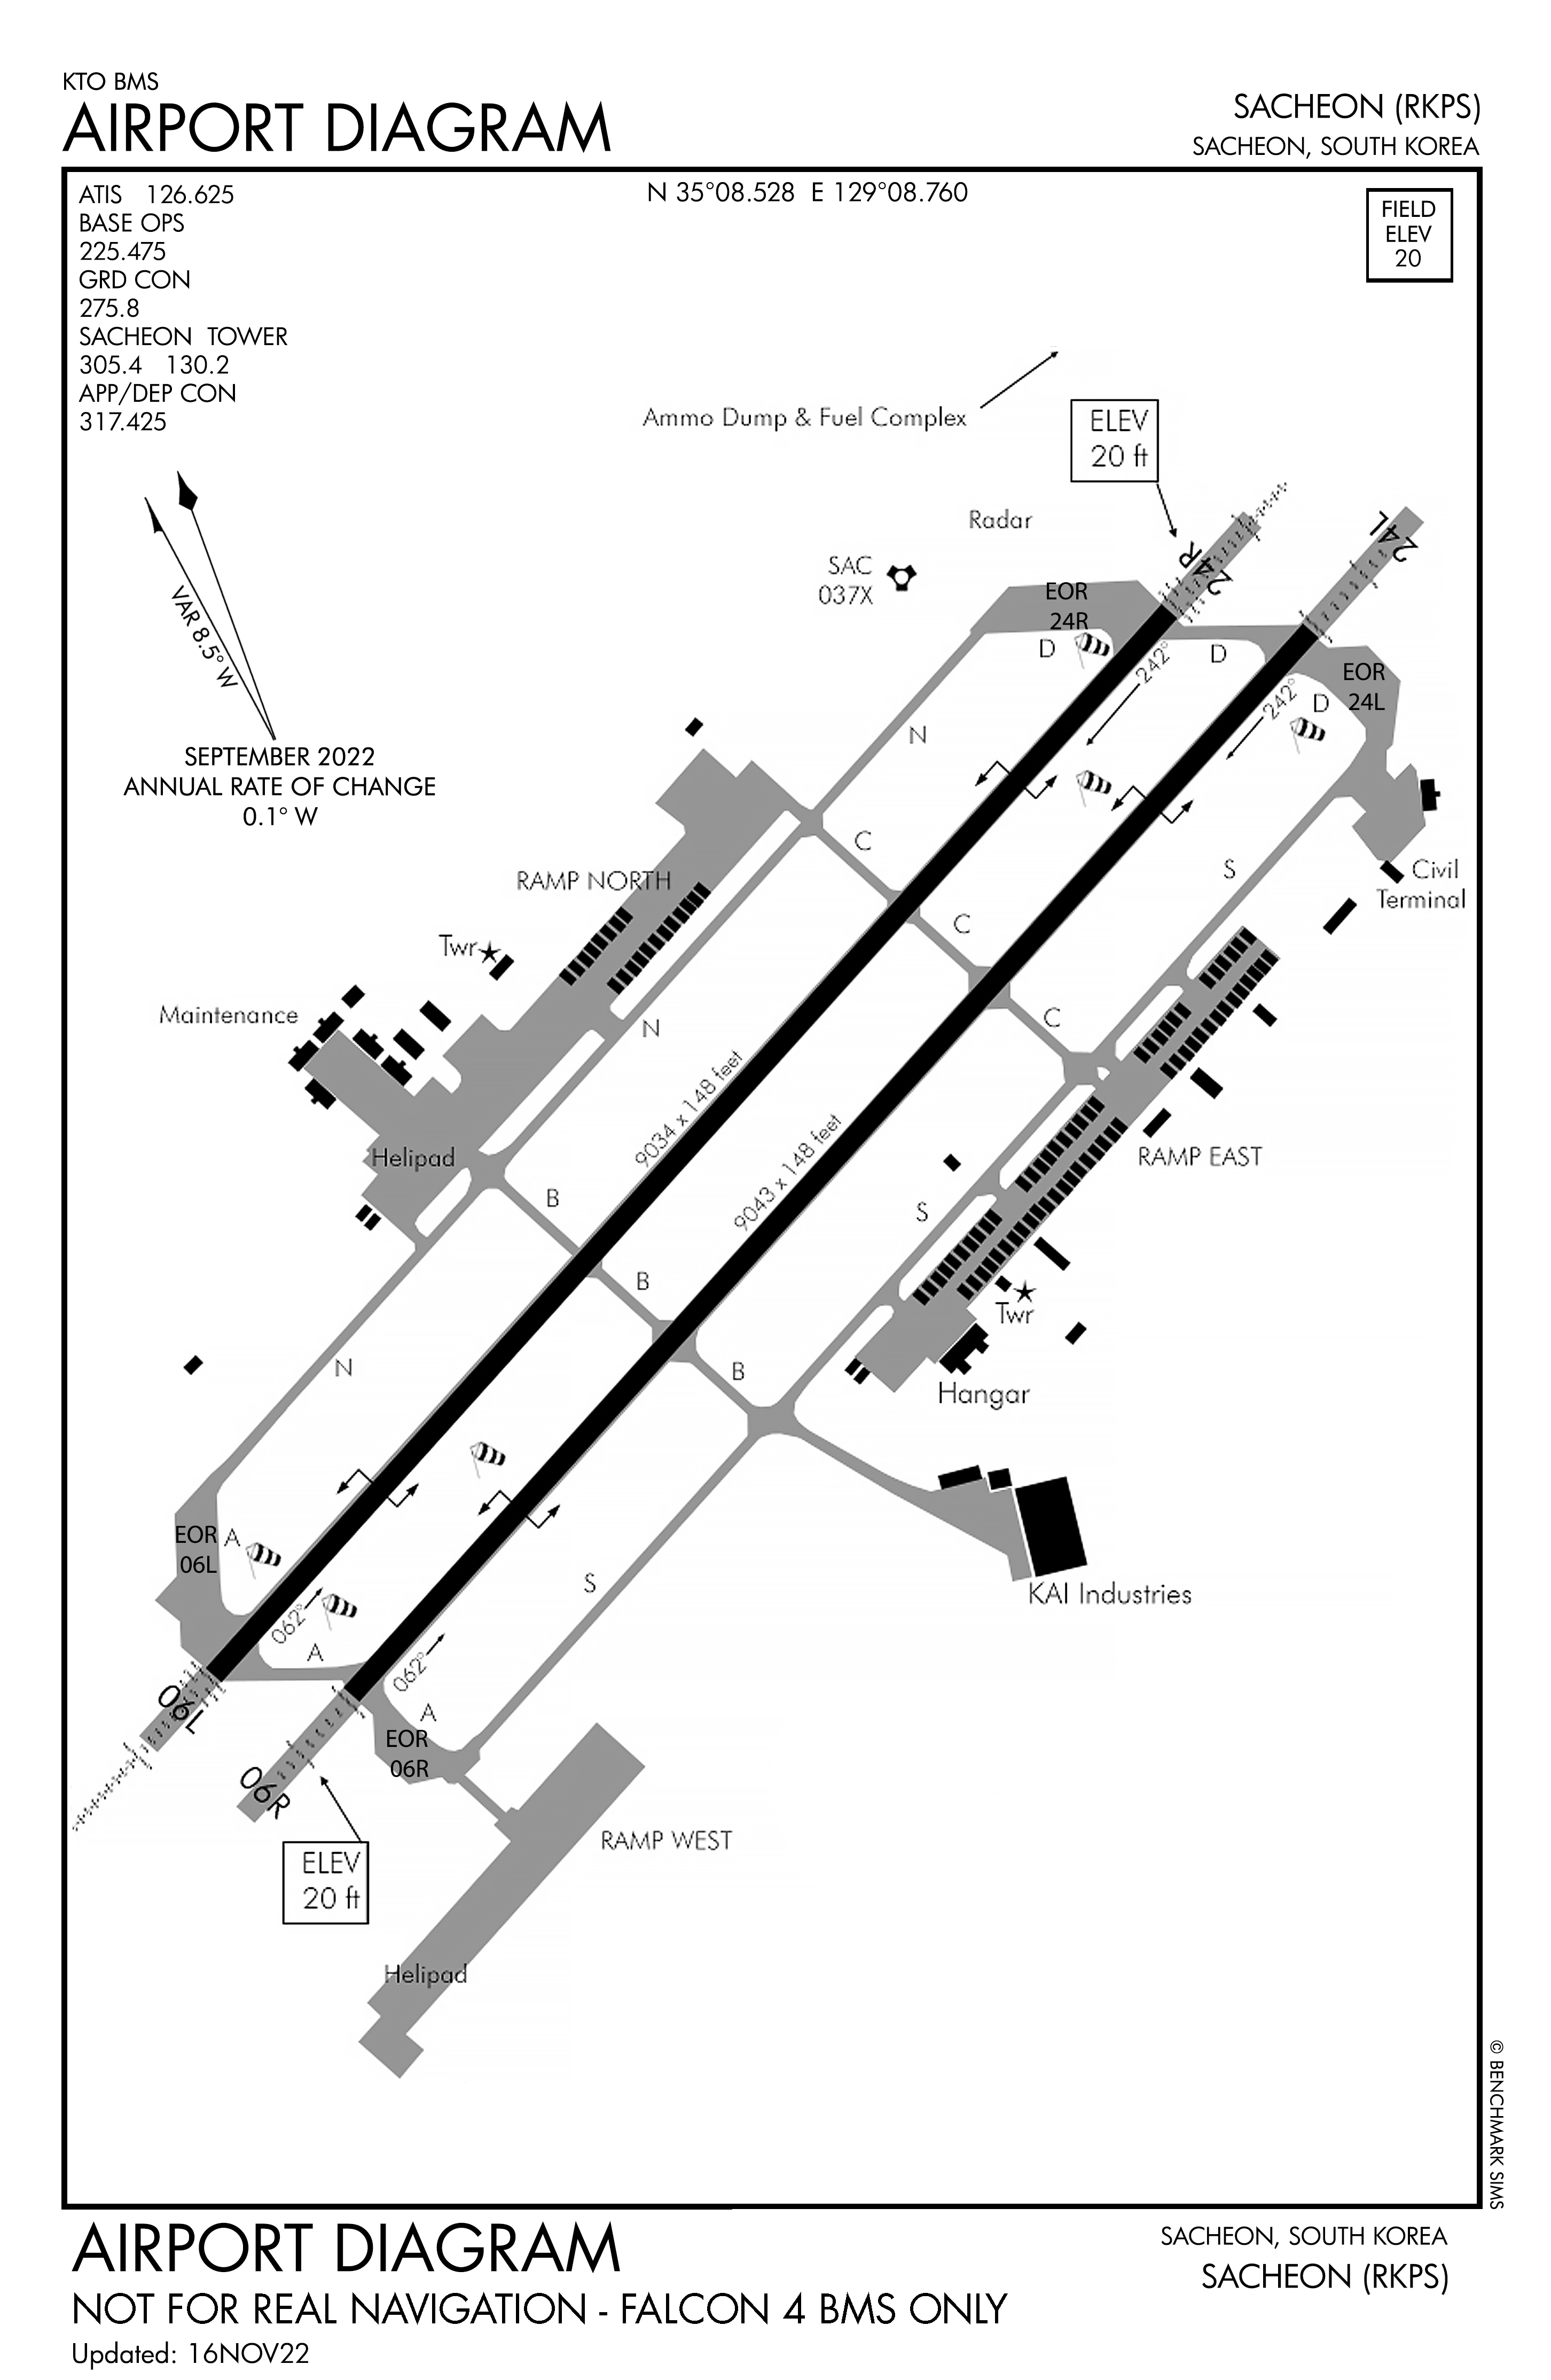 KTO BMS
AIRPORT DIAGRAM
SACHEON (RKPS)
SACHEON, SOUTH KOREA
ATIS 126.625
BASE OPS
225.475
GRD CON
275.8
SACHEON TOWER
305.4 130.2
APP/DEP CON
317.425
N 35°08.528 E 129°08.760
FIELD
ELEV
20
Ammo Dump & Fuel Complex
ELEV
20 ft
Radar
SAC
037X
24R
24L
EOR
24R
D
D
242°
EOR
24L
D
242°
VAR 8.5° W
SEPTEMBER 2022
ANNUAL RATE OF CHANGE
0.1° W
N
C
S
Civil
Terminal
RAMP NORTH
C
Twr
Maintenance
N
C
9034 x 148 feet
9043 x 148 feet
Helipad
RAMP EAST
B
S
B
Twr
N
B
Hangar
EOR
06L
A
S
KAI Industries
062°
A
062°
06L
A
EOR
06R
06R
RAMP WEST
ELEV
20 ft
Helipad
© BENCHMARK SIMS
AIRPORT DIAGRAM
SACHEON, SOUTH KOREA
SACHEON (RKPS)
NOT FOR REAL NAVIGATION - FALCON 4 BMS ONLY
Updated: 16NOV22